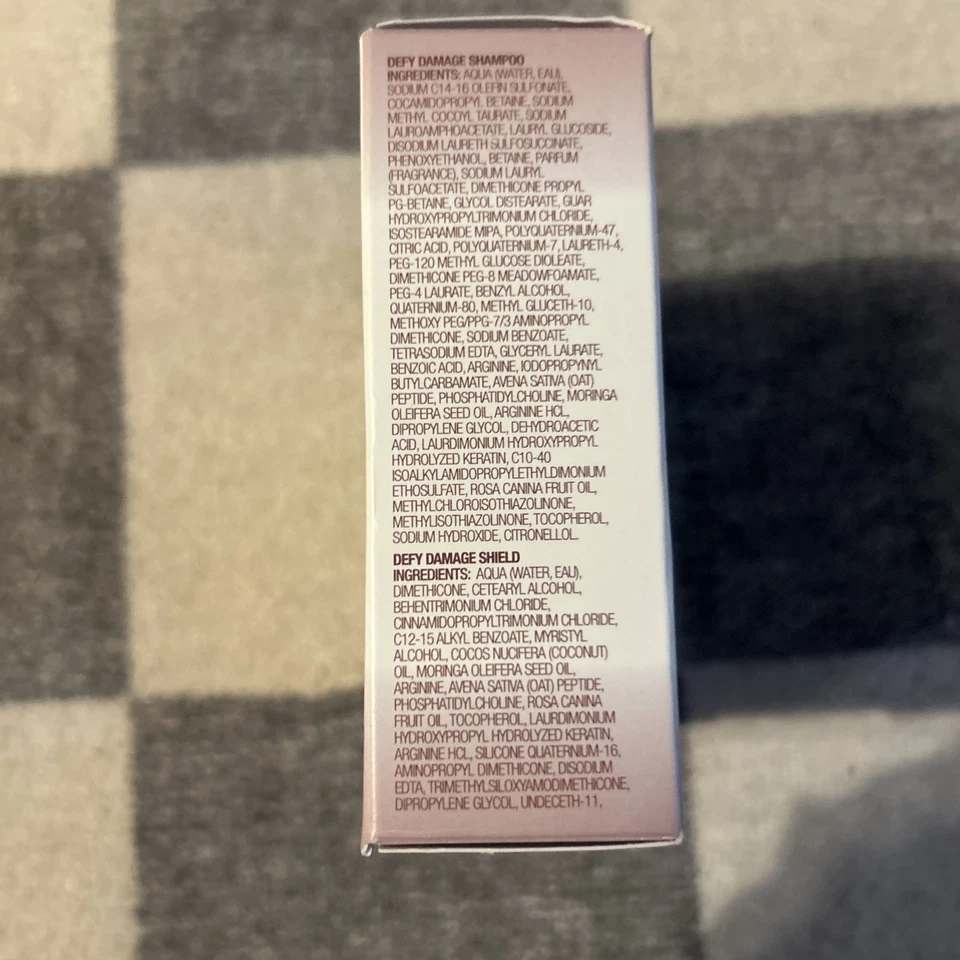 DEFY DAMAGE SHAMPOO
INGREDIENTS: AQUA (WATER, EAU),
SODIUM C14-16 OLEFIN SULFONATE,
COCAMIDOPROPYL BETAINE, SODIUM
METHYL COCOYL TAURATE, SODIUM
LAUROAMPHOACETATE, LAURYL GLUCOSIDE,
DISODIUM LAURETH SULFOSUCCINATE,
PHENOXYETHANOL, BETAINE, PARFUM
(FRAGRANCE), SODIUM LAURYL
SULFOACETATE, DIMETHICONE PROPYL
PG-BETAINE, GLYCOL DISTEARATE, GUAR
HYDROXYPROPYLTRIMONIUM CHLORIDE,
ISOSTEARAMIDE MIPA, POLYQUATERNIUM-47,
CITRIC ACID, POLYQUATERNIUM-7, LAURETH-4,
PEG-120 METHYL GLUCOSE DIOLEATE,
DIMETHICONE PEG-8 MEADOWFOAMATE,
PEG-4 LAURATE, BENZYL ALCOHOL,
QUATERNIUM-80, METHYL GLUCETH-10,
METHOXY PEG/PPG-7/3 AMINOPROPYL
DIMETHICONE, SODIUM BENZOATE,
TETRASODIUM EDTA, GLYCERYL LAURATE,
BENZOIC ACID, ARGININE, IODOPROPYNYL
BUTYLCARBAMATE, AVENA SATIVA (OAT)
PEPTIDE, PHOSPHATIDYLCHOLINE, MORINGA
OLEIFERA SEED OIL, ARGININE HCL,
DIPROPYLENE GLYCOL, DEHYDROACETIC
ACID, LAURDIMONIUM HYDROXYPROPYL
HYDROLYZED KERATIN, C10-40
ISOALKYLAMIDOPROPYLETHYLDIMONIUM
ETHOSULFATE, ROSA CANINA FRUIT OIL,
METHYLCHLOROISOTHIAZOLINONE,
METHYLISOTHIAZOLINONE, TOCOPHEROL,
SODIUM HYDROXIDE, CITRONELLOL.
DEFY DAMAGE SHIELD
INGREDIENTS: AQUA (WATER, EAU),
DIMETHICONE, CETEARYL ALCOHOL,
BEHENTRIMONIUM CHLORIDE,
CINNAMIDOPROPYLTRIMONIUM CHLORIDE,
C12-15 ALKYL BENZOATE, MYRISTYL
ALCOHOL, COCOS NUCIFERA (COCONUT)
OIL, MORINGA OLEIFERA SEED OIL,
ARGININE, AVENA SATIVA (OAT) PEPTIDE,
PHOSPHATIDYLCHOLINE, ROSA CANINA
FRUIT OIL, TOCOPHEROL, LAURDIMONIUM
HYDROXYPROPYL HYDROLYZED KERATIN,
ARGININE HCL, SILICONE QUATERNIUM-16,
AMINOPROPYL DIMETHICONE, DISODIUM
EDTA, TRIMETHYLSILOXYAMODIMETHICONE,
DIPROPYLENE GLYCOL, UNDECETH-11,